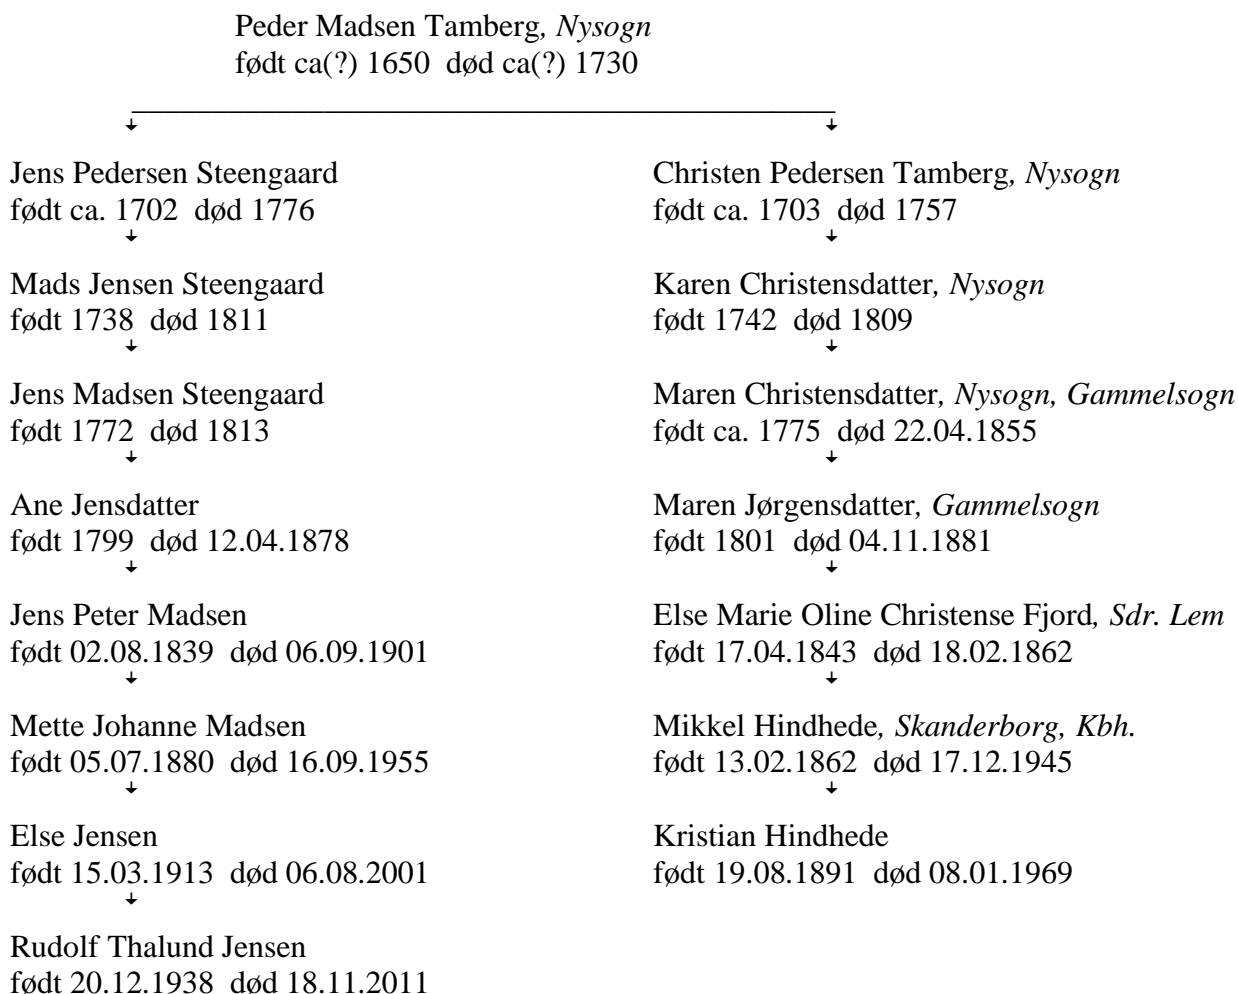 Peder Madsen Tamberg, Nysogn
født ca(?) 1650 død ca(?) 1730
Jens Pedersen Steengaard
født ca. 1702 død 1776
Christen Pedersen Tamberg, Nysogn
født ca. 1703 død 1757
Mads Jensen Steengaard
født 1738 død 1811
Karen Christensdatter, Nysogn
født 1742 død 1809
Jens Madsen Steengaard
født 1772 død 1813
Maren Christensdatter, Nysogn, Gammelsogn
født ca. 1775 død 22.04.1855
Ane Jensdatter
født 1799 død 12.04.1878
Maren Jørgensdatter, Gammelsogn
født 1801 død 04.11.1881
Jens Peter Madsen
født 02.08.1839 død 06.09.1901
Else Marie Oline Christense Fjord, Sdr. Lem
født 17.04.1843 død 18.02.1862
Mette Johanne Madsen
født 05.07.1880 død 16.09.1955
Mikkel Hindhede, Skanderborg, Kbh.
født 13.02.1862 død 17.12.1945
Else Jensen
født 15.03.1913 død 06.08.2001
Kristian Hindhede
født 19.08.1891 død 08.01.1969
Rudolf Thalund Jensen
født 20.12.1938 død 18.11.2011